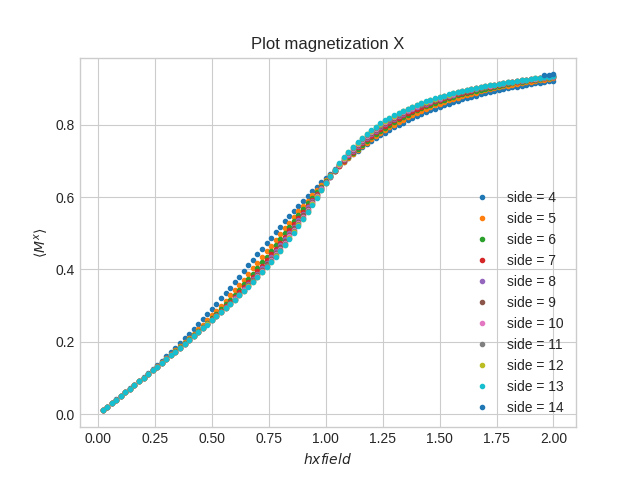 Plot magnetization X
0.8
0.6
0.4
0.2
0.0
⟨M^x⟩
side = 4
side = 5
side = 6
side = 7
side = 8
side = 9
side = 10
side = 11
side = 12
side = 13
side = 14
0.00 0.25 0.50 0.75 1.00 1.25 1.50 1.75 2.00
hxfield